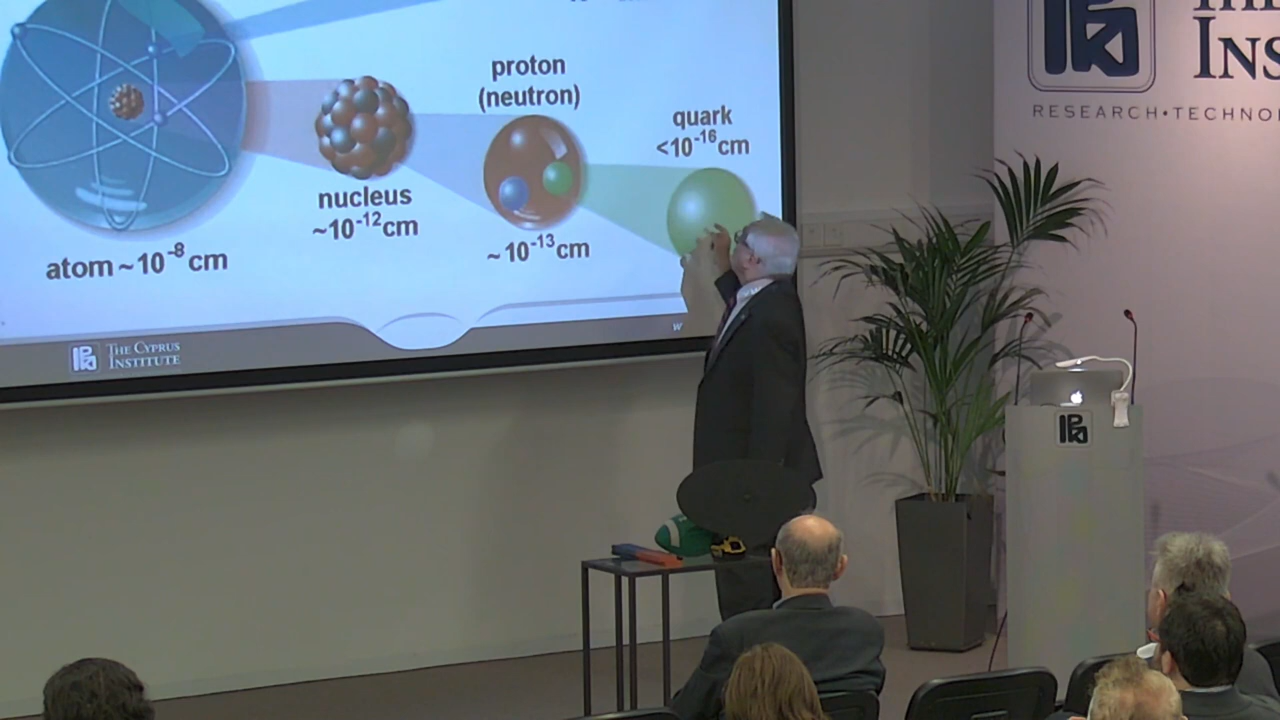 proton
(neutron)
quark
<10⁻¹⁶cm
nucleus
~10⁻¹²cm
~10⁻¹³cm
atom ~10⁻⁸ cm
THE CYPRUS
INSTITUTE
W
THE
INS
RESEARCH•TECHNO